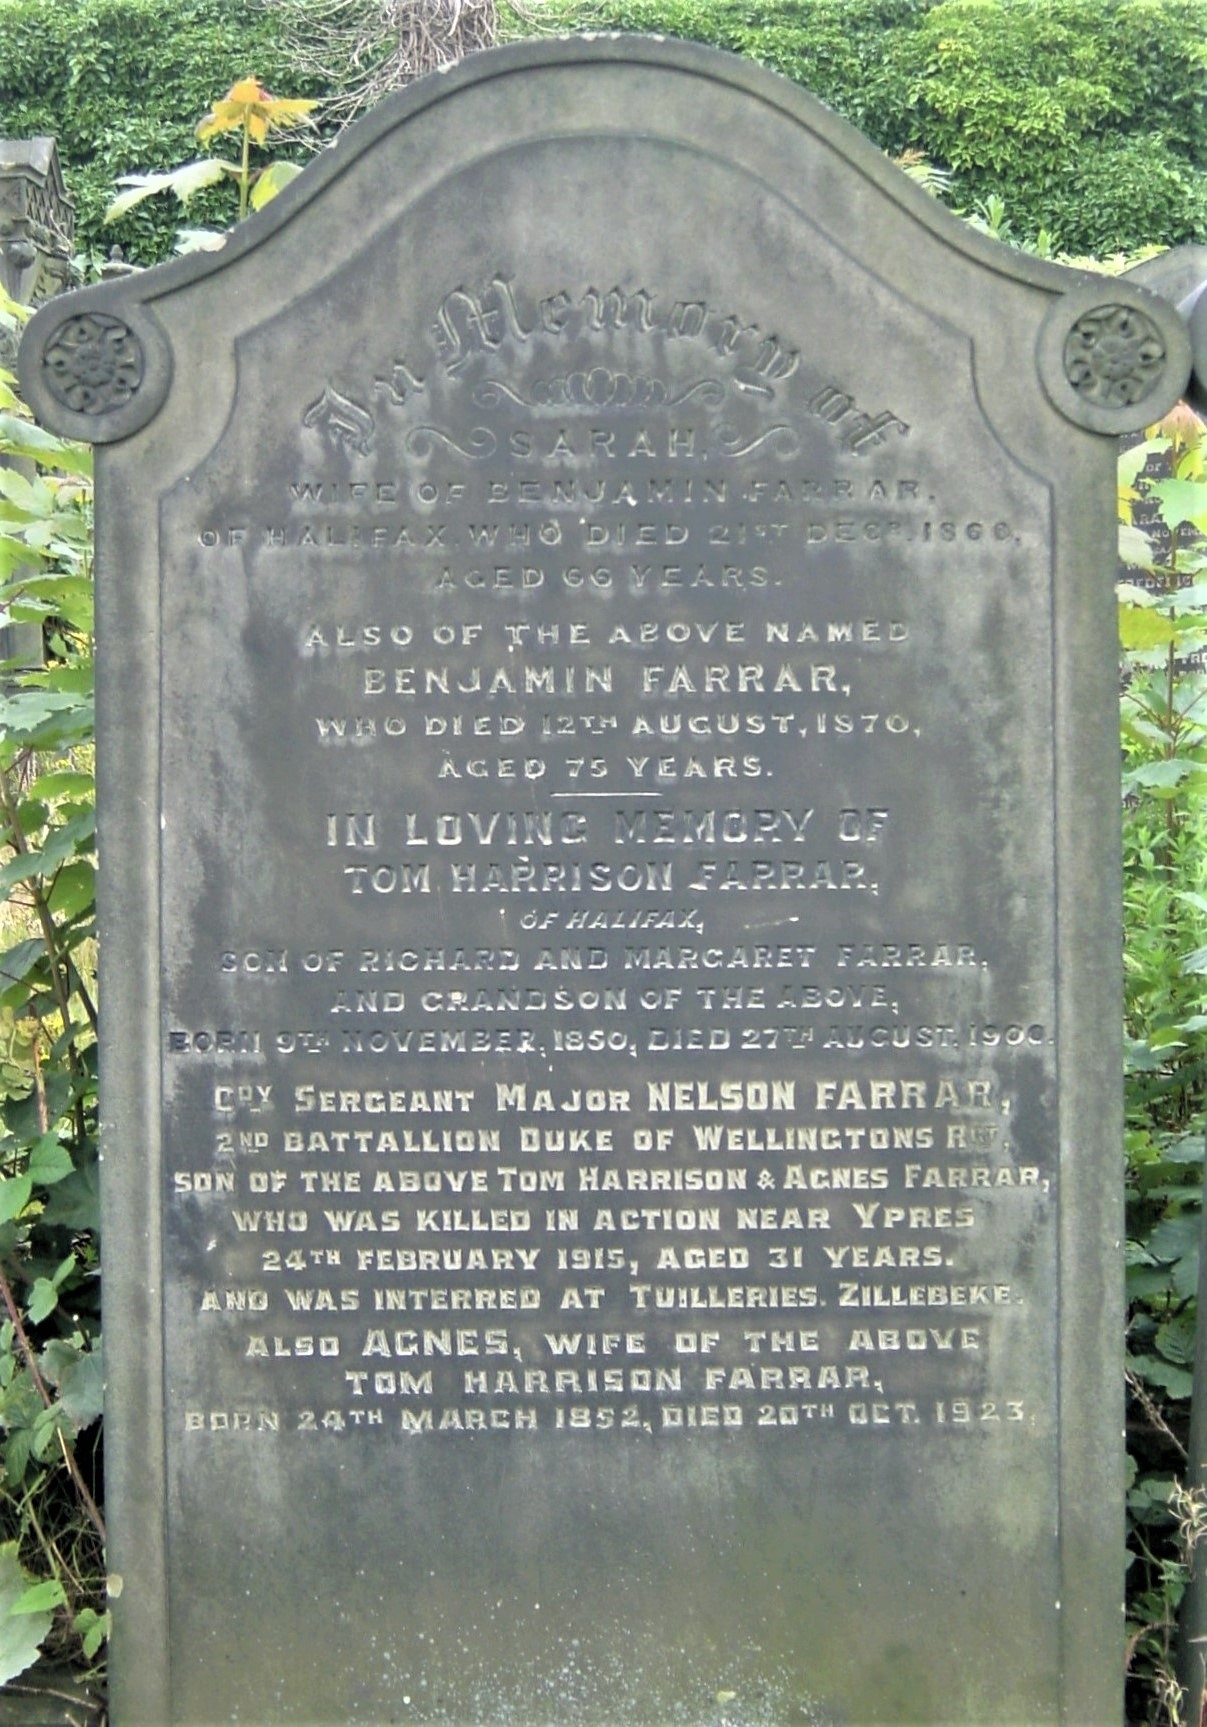 In Memory of
SARAH,
WIFE OF BENJAMIN FARRAR,
OF HALIFAX, WHO DIED 21ST DECR. 1860,
AGED 66 YEARS.
ALSO OF THE ABOVE NAMED
BENJAMIN FARRAR,
WHO DIED 12TH AUGUST, 1870,
AGED 75 YEARS.
IN LOVING MEMORY OF
TOM HARRISON FARRAR,
OF HALIFAX,
SON OF RICHARD AND MARGARET FARRAR,
AND GRANDSON OF THE ABOVE,
BORN 9TH NOVEMBER, 1850, DIED 27TH AUGUST, 1900.
COY SERGEANT MAJOR NELSON FARRAR,
2ND BATTALLION DUKE OF WELLINGTONS RGT,
SON OF THE ABOVE TOM HARRISON & AGNES FARRAR,
WHO WAS KILLED IN ACTION NEAR YPRES
24TH FEBRUARY 1915, AGED 31 YEARS.
AND WAS INTERRED AT TUILLERIES. ZILLEBEKE.
ALSO AGNES, WIFE OF THE ABOVE
TOM HARRISON FARRAR,
BORN 24TH MARCH 1852, DIED 20TH OCT. 1923.